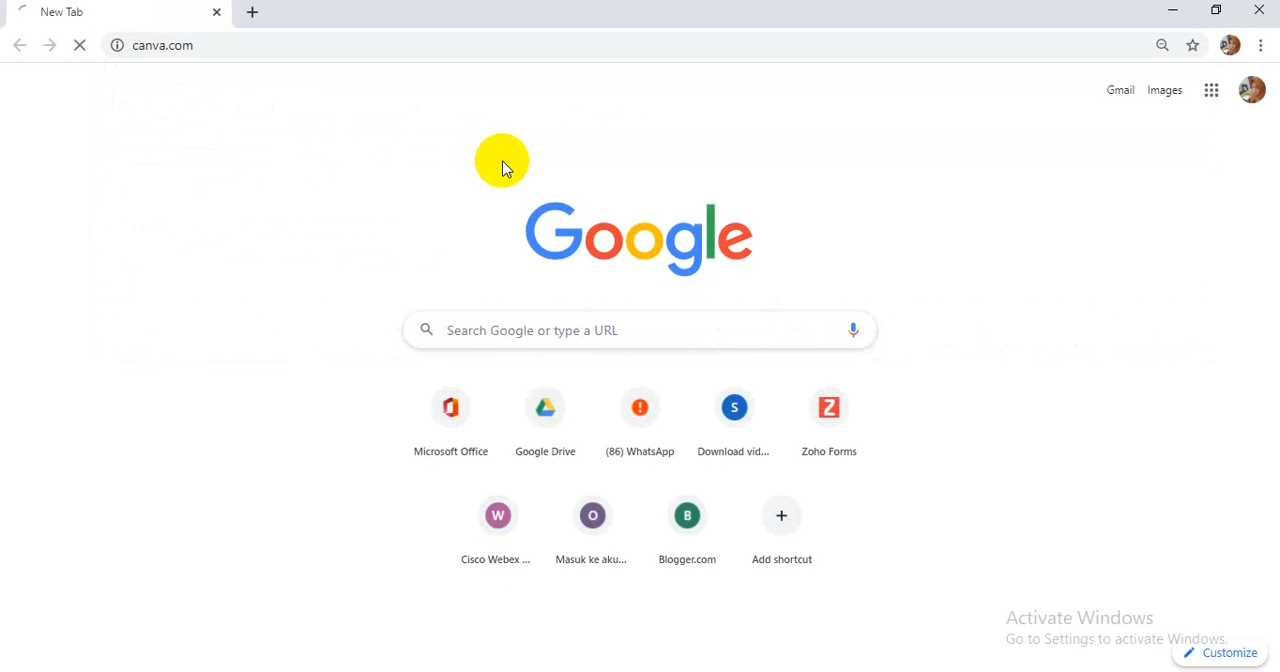 New Tab
canva.com
Gmail Images
Google
Search Google or type a URL
S
Z
Microsoft Office
Google Drive
(86) WhatsApp
Download vid...
Zoho Forms
W
O
B
Cisco Webex ...
Masuk ke aku...
Blogger.com
Add shortcut
Activate Windows
Go to Settings to activate Windows.
Customize